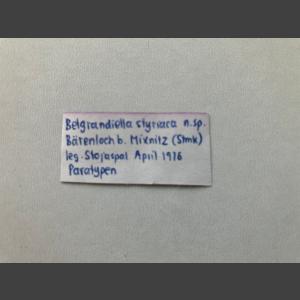 Belgrandiella styriaca n.sp.
Bärenloch b. Mixnitz (Stmk)
leg. Stojaspal April 1976
Paratypen